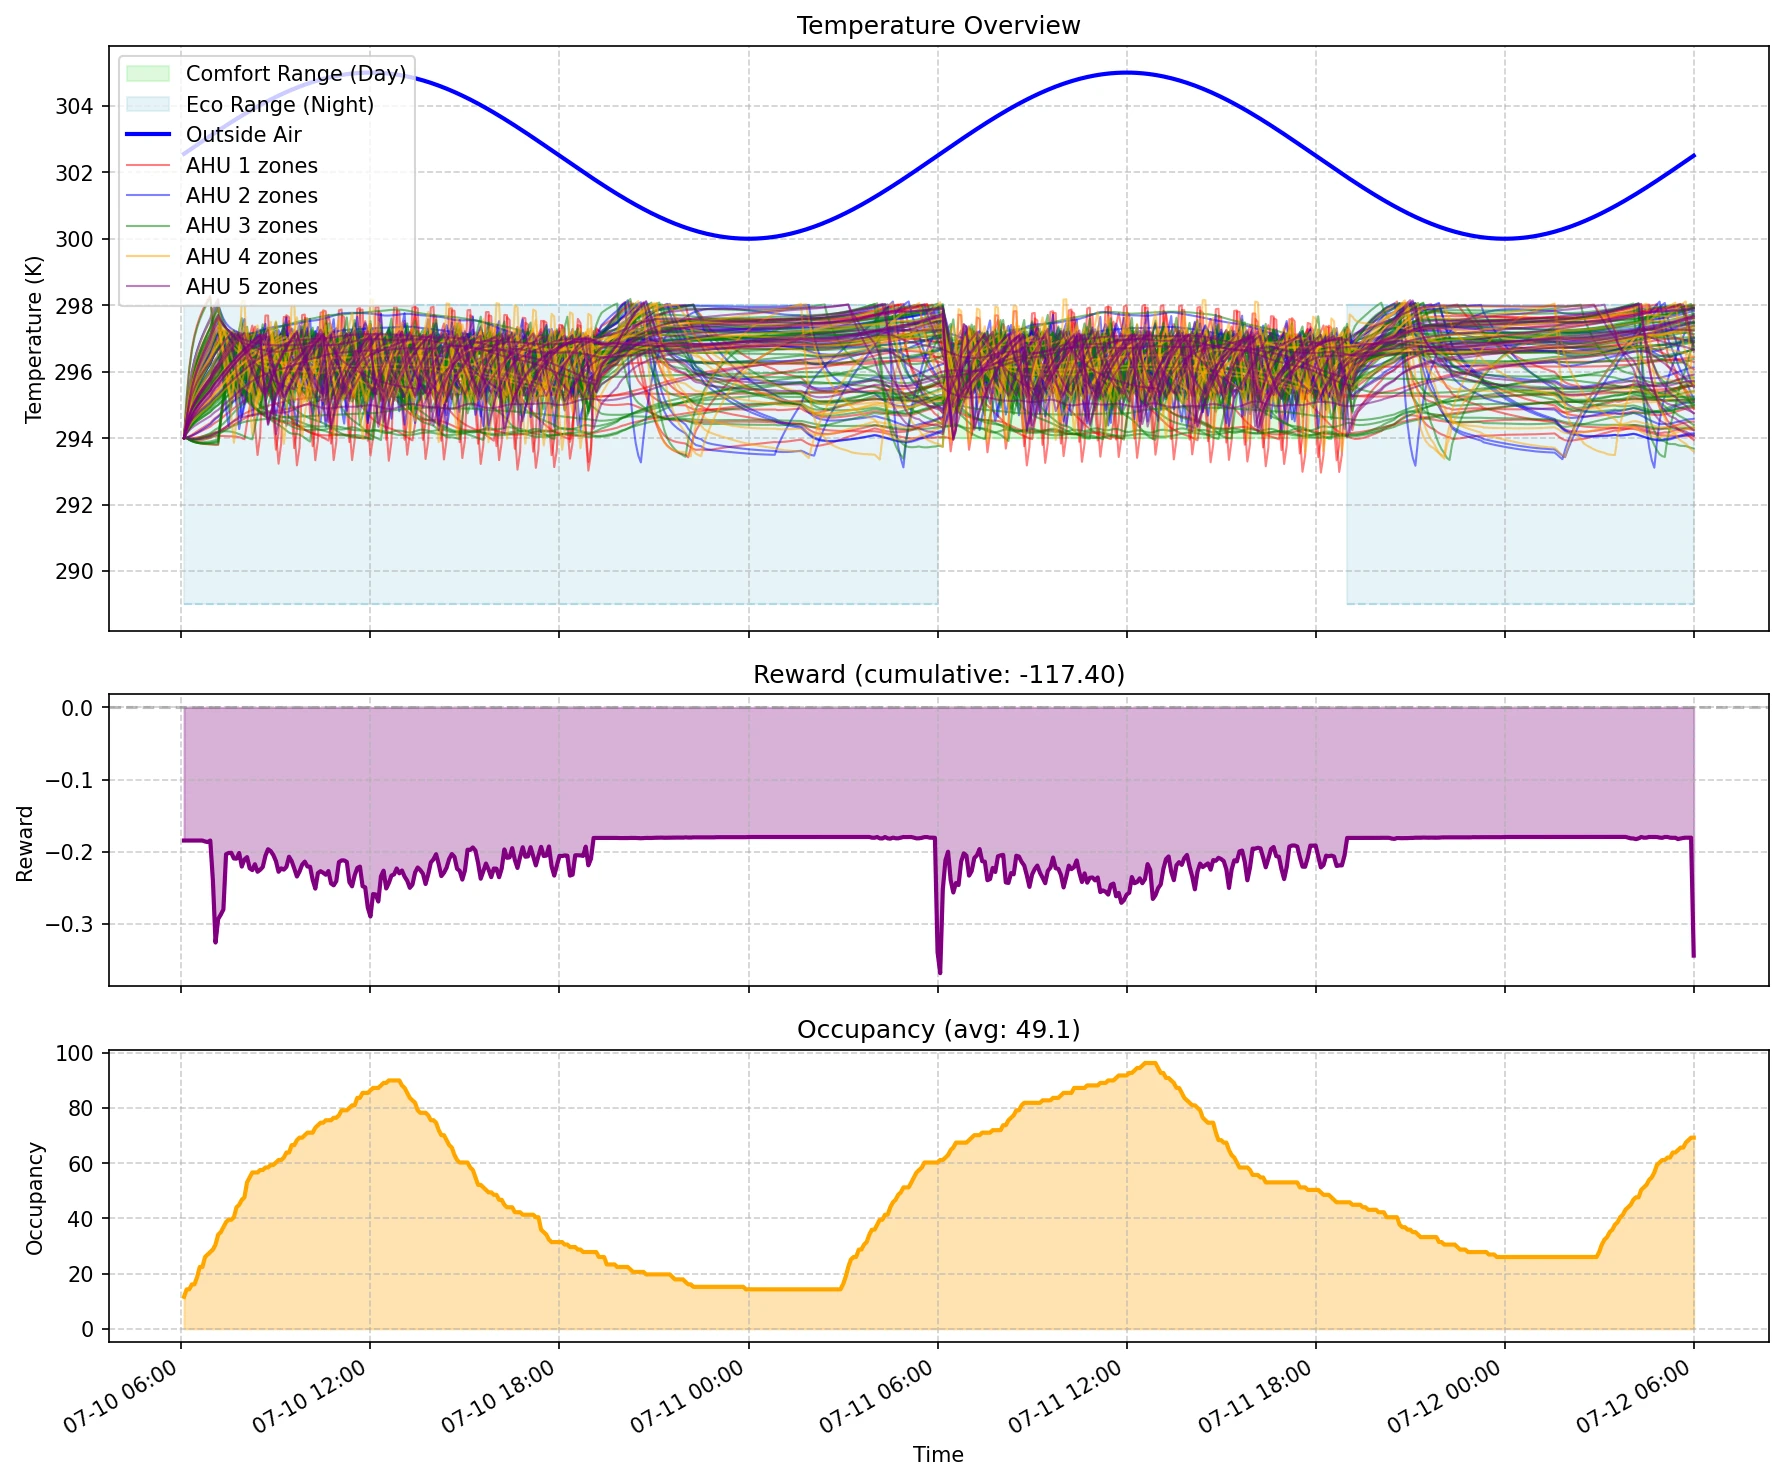 Temperature Overview
Temperature (K)
304
302
300
298
296
294
292
290
Comfort Range (Day)
Eco Range (Night)
Outside Air
AHU 1 zones
AHU 2 zones
AHU 3 zones
AHU 4 zones
AHU 5 zones
Reward (cumulative: -117.40)
Reward
0.0
−0.1
−0.2
−0.3
Occupancy (avg: 49.1)
Occupancy
100
80
60
40
20
0
07-10 06:00
07-10 12:00
07-10 18:00
07-11 00:00
07-11 06:00
07-11 12:00
07-11 18:00
07-12 00:00
07-12 06:00
Time